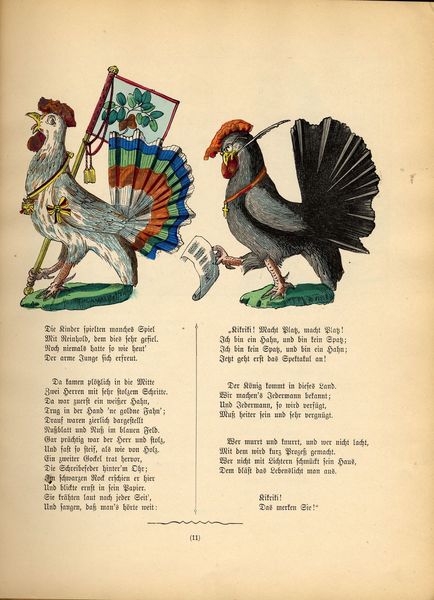 Die Kinder spielten manches Spiel
Mit Reinhold, dem dies sehr gefiel.
Noch niemals hatte so wie heut'
Der arme Junge sich erfreut.
Da kamen plötzlich in die Mitte
Zwei Herren mit sehr stolzem Schritte.
Da war zuerst ein weißer Hahn,
Trug in der Hand 'ne goldne Fahn';
Drauf waren zierlich dargestellt
Nußblatt und Nuß im blauen Feld.
Gar prächtig war der Herr und stolz,
Und fast so steif, als wie von Holz.
Ein zweiter Gockel trat hervor,
Die Schreibefeder hinter'm Ohr;
Im schwarzen Rock erschien er hier
Und blickte ernst in sein Papier.
Sie krähten laut nach jeder Seit',
Und sangen, daß man's hörte weit:
„Kikriki! Macht Platz, macht Platz!
Ich bin ein Hahn, und bin kein Spatz;
Ich bin kein Spatz, und bin ein Hahn;
Jetzt geht erst das Spektakul an!
Der König kommt in dieses Land.
Wir machen's Jedermann bekannt;
Und Jedermann, so wird verfügt,
Muß heiter sein und sehr vergnügt.
Wer murrt und knurrt, und wer nicht lacht,
Mit dem wird kurz Prozeß gemacht.
Wer nicht mit Lichtern schmückt sein Haus,
Dem bläst das Lebenslicht man aus.
Kikriki!
Das merken Sie!"
(11)